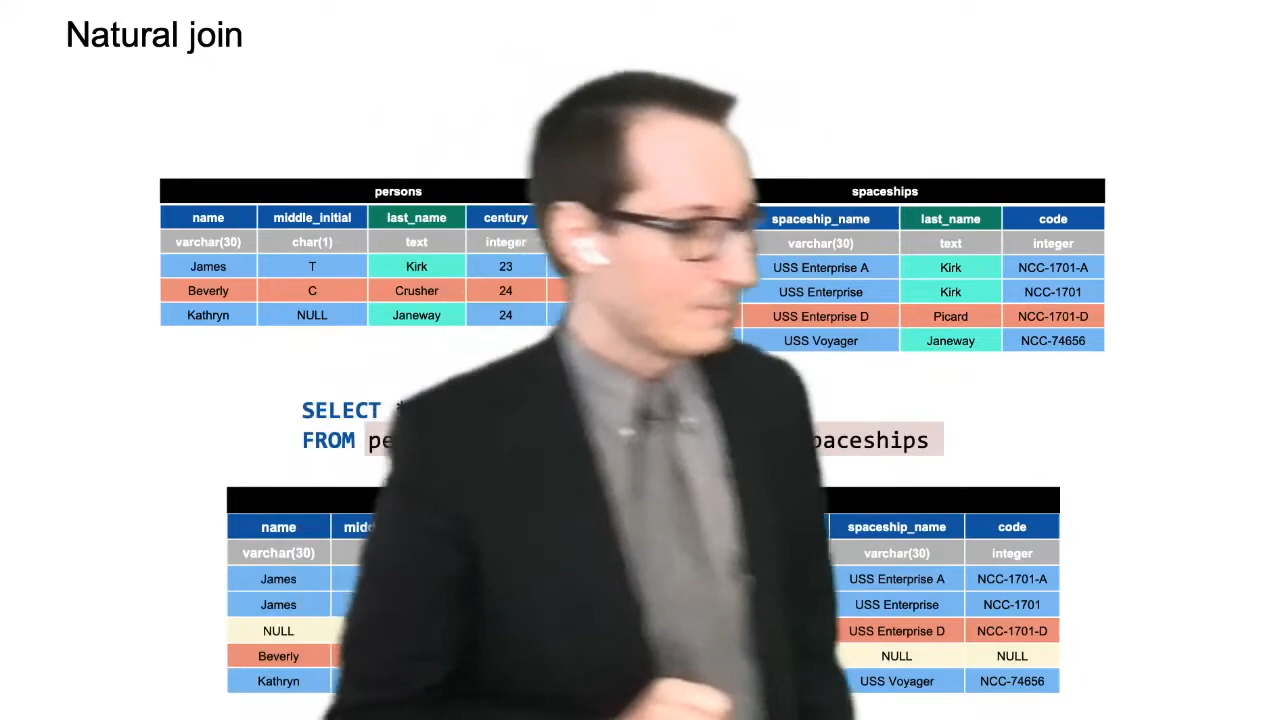 Natural join
persons
name middle_initial last_name century
varchar(30) char(1) text integer
James T Kirk 23
Beverly C Crusher 24
Kathryn NULL Janeway 24
spaceships
spaceship_name last_name code
varchar(30) text integer
USS Enterprise A Kirk NCC-1701-A
USS Enterprise Kirk NCC-1701
USS Enterprise D Picard NCC-1701-D
USS Voyager Janeway NCC-74656
SELECT
FROM
name spaceship_name code
varchar(30) varchar(30) integer
James USS Enterprise A NCC-1701-A
James USS Enterprise NCC-1701
NULL USS Enterprise D NCC-1701-D
Beverly NULL NULL
Kathryn USS Voyager NCC-74656